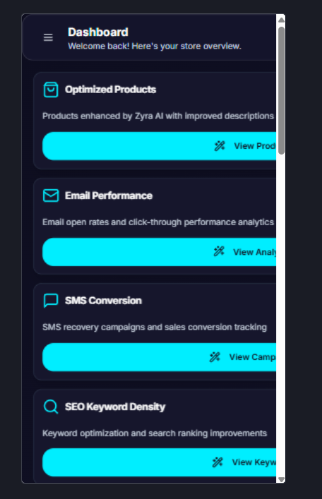 Dashboard
Welcome back! Here's your store overview.
Optimized Products
Products enhanced by Zyra AI with improved descriptions
View Prod
Email Performance
Email open rates and click-through performance analytics
View Analy
SMS Conversion
SMS recovery campaigns and sales conversion tracking
View Camp
SEO Keyword Density
Keyword optimization and search ranking improvements
View Keyw